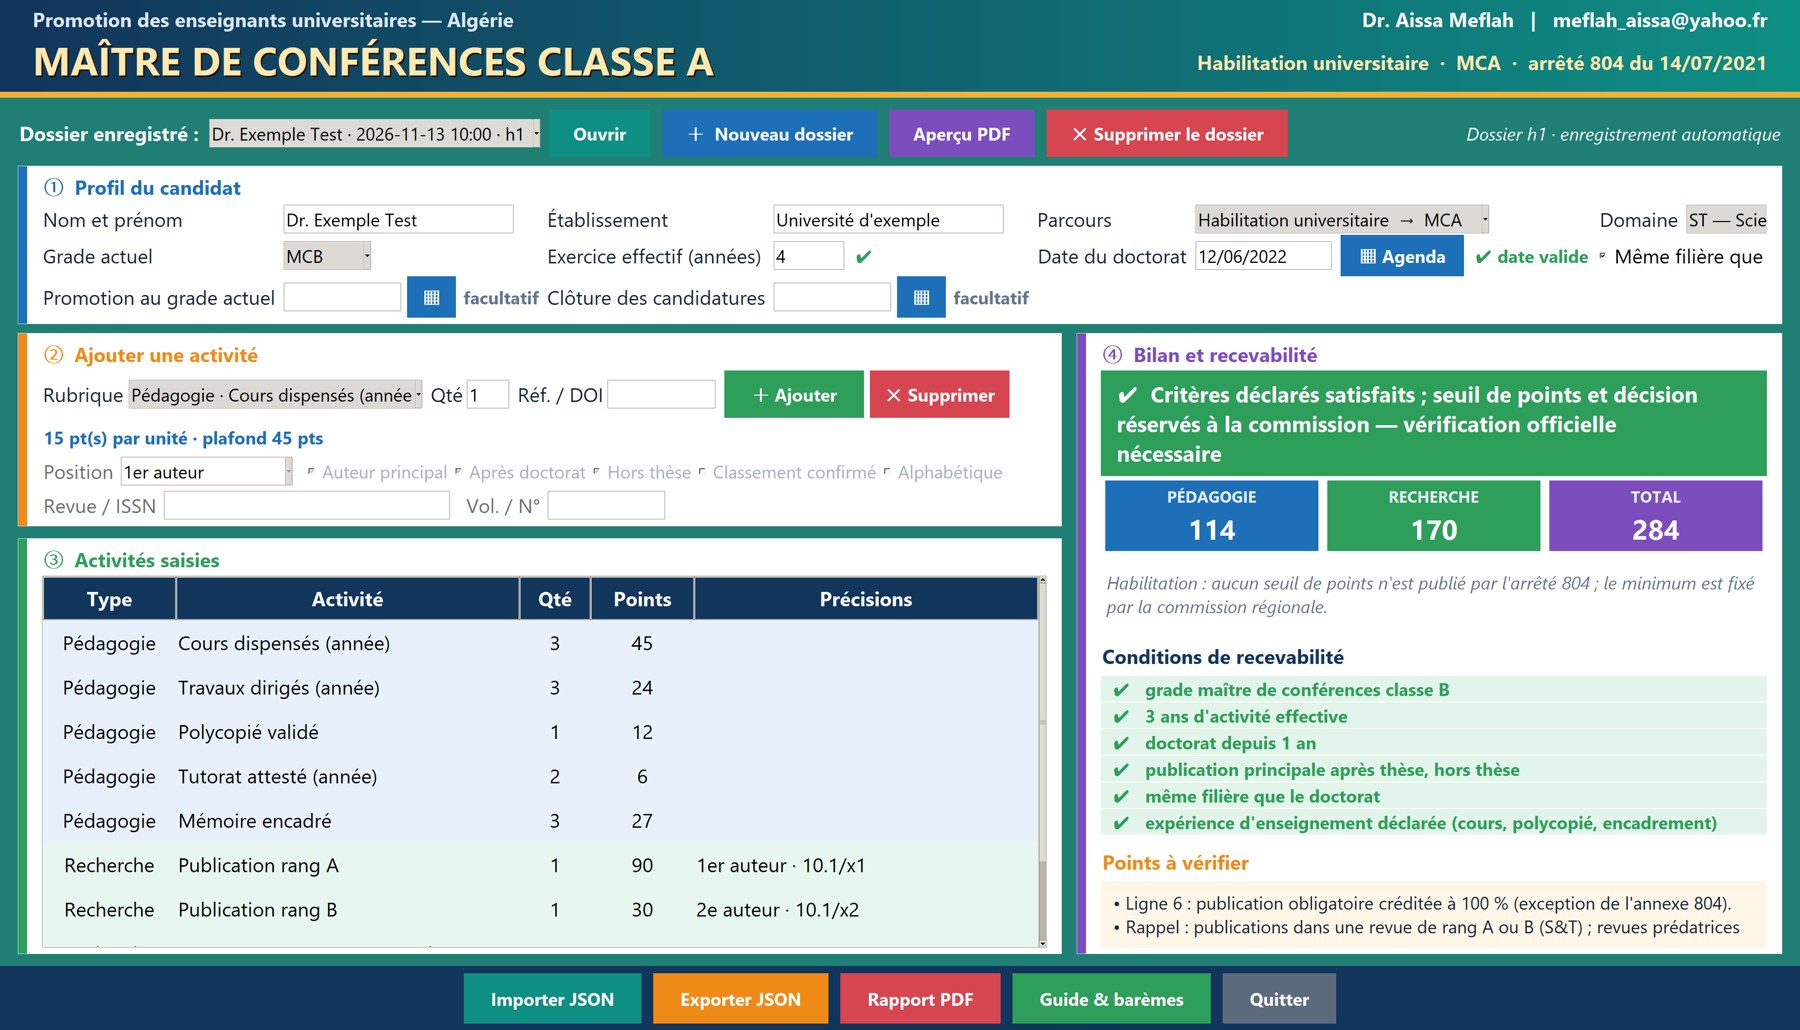 Promotion des enseignants universitaires — Algérie
Dr. Aissa Meflah | meflah_aissa@yahoo.fr
MAÎTRE DE CONFÉRENCES CLASSE A
Habilitation universitaire · MCA · arrêté 804 du 14/07/2021
Dossier enregistré : Dr. Exemple Test · 2026-11-13 10:00 · h1 Ouvrir + Nouveau dossier Aperçu PDF ✕ Supprimer le dossier Dossier h1 · enregistrement automatique
① Profil du candidat
Nom et prénom Dr. Exemple Test Établissement Université d'exemple Parcours Habilitation universitaire → MCA Domaine ST — Scie
Grade actuel MCB Exercice effectif (années) 4 ✔ Date du doctorat 12/06/2022 Agenda ✔ date valide Même filière que
Promotion au grade actuel facultatif Clôture des candidatures facultatif
② Ajouter une activité
Rubrique Pédagogie · Cours dispensés (année Qté 1 Réf. / DOI + Ajouter ✕ Supprimer
15 pt(s) par unité · plafond 45 pts
Position 1er auteur Auteur principal Après doctorat Hors thèse Classement confirmé Alphabétique
Revue / ISSN Vol. / N°
③ Activités saisies
Type Activité Qté Points Précisions
Pédagogie Cours dispensés (année) 3 45
Pédagogie Travaux dirigés (année) 3 24
Pédagogie Polycopié validé 1 12
Pédagogie Tutorat attesté (année) 2 6
Pédagogie Mémoire encadré 3 27
Recherche Publication rang A 1 90 1er auteur · 10.1/x1
Recherche Publication rang B 1 30 2e auteur · 10.1/x2
④ Bilan et recevabilité
✔ Critères déclarés satisfaits ; seuil de points et décision
réservés à la commission — vérification officielle
nécessaire
PÉDAGOGIE RECHERCHE TOTAL
114 170 284
Habilitation : aucun seuil de points n'est publié par l'arrêté 804 ; le minimum est fixé
par la commission régionale.
Conditions de recevabilité
✔ grade maître de conférences classe B
✔ 3 ans d'activité effective
✔ doctorat depuis 1 an
✔ publication principale après thèse, hors thèse
✔ même filière que le doctorat
✔ expérience d'enseignement déclarée (cours, polycopié, encadrement)
Points à vérifier
• Ligne 6 : publication obligatoire créditée à 100 % (exception de l'annexe 804).
• Rappel : publications dans une revue de rang A ou B (S&T) ; revues prédatrices
Importer JSON Exporter JSON Rapport PDF Guide & barèmes Quitter